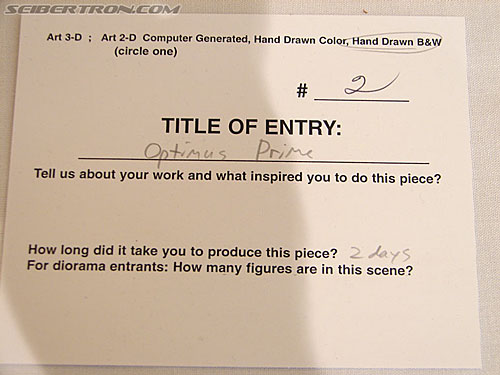 SEIBERTRON.COM
Art 3-D ; Art 2-D Computer Generated, Hand Drawn Color, Hand Drawn B&W
(circle one)
# 2
TITLE OF ENTRY:
Optimus Prime
Tell us about your work and what inspired you to do this piece?
How long did it take you to produce this piece? 2 days
For diorama entrants: How many figures are in this scene?